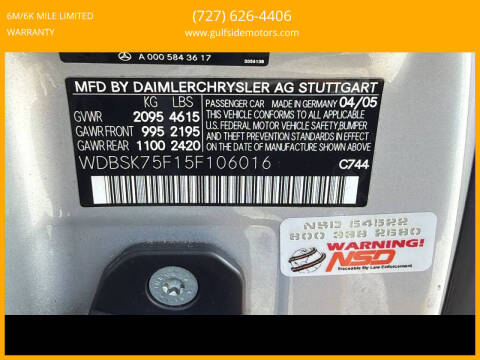 6M/6K MILE LIMITED
WARRANTY
(727) 626-4406
www.gulfsidemotors.com
A 000 584 36 17
MFD BY DAIMLERCHRYSLER AG STUTTGART
KG LBS
GVWR 2095 4615
GAWR FRONT 995 2195
GAWR REAR 1100 2420
PASSENGER CAR MADE IN GERMANY 04/05
THIS VEHICLE CONFORMS TO ALL APPLICABLE
U.S. FEDERAL MOTOR VEHICLE SAFETY,
BUMPER, AND THEFT PREVENTION STANDARDS
IN EFFECT ON THE DATE OF MANUFACTURE
SHOWN ABOVE.
WDBSK75F15F106016
C744
NSD 54522
800 338 2680
WARNING!
NSD
Traceable By Law Enforcement